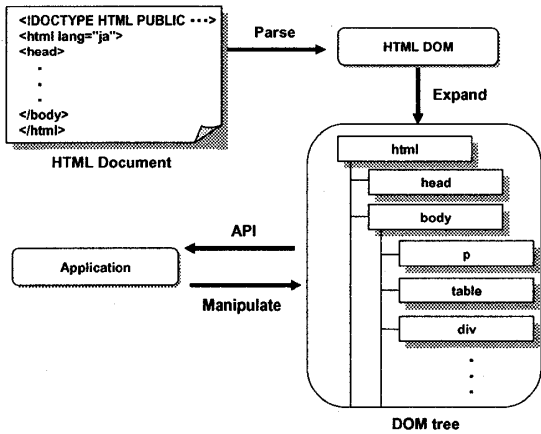 <!DOCTYPE HTML PUBLIC ･･･>
<html lang="ja">
<head>
.
.
.
</body>
</html>
HTML Document
Parse
HTML DOM
Expand
html
head
body
p
table
div
.
.
.
DOM tree
API
Application
Manipulate